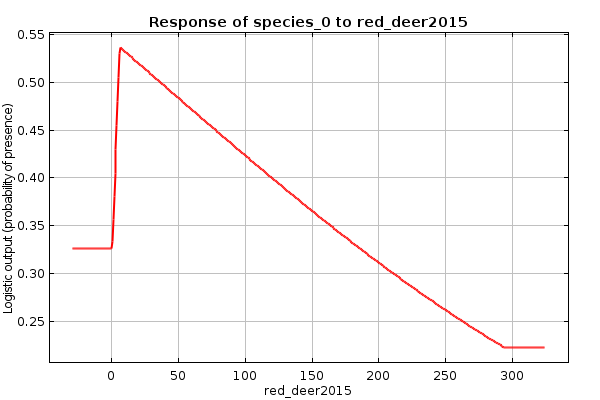 Response of species_0 to red_deer2015
Logistic output (probability of presence)
0.55
0.50
0.45
0.40
0.35
0.30
0.25
0 50 100 150 200 250 300
red_deer2015